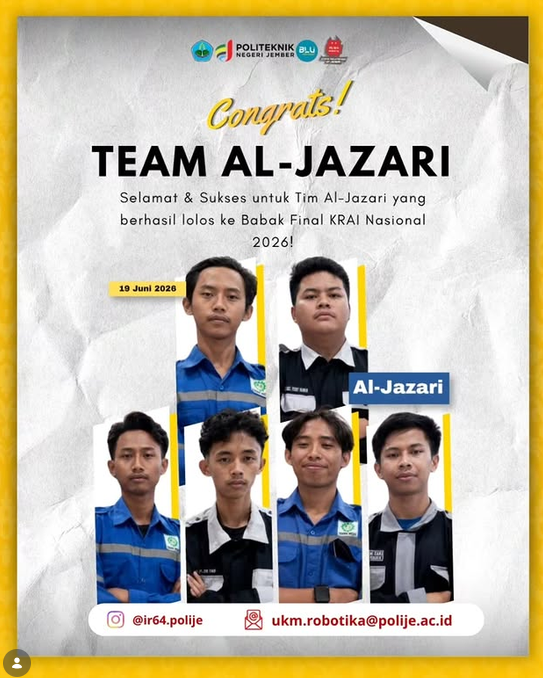 POLITEKNIK
NEGERI JEMBER
BLU
Congrats!
TEAM AL-JAZARI
Selamat & Sukses untuk Tim Al-Jazari yang
berhasil lolos ke Babak Final KRAI Nasional
2026!
19 Juni 2026
Al-Jazari
@ir64.polije
ukm.robotika@polije.ac.id